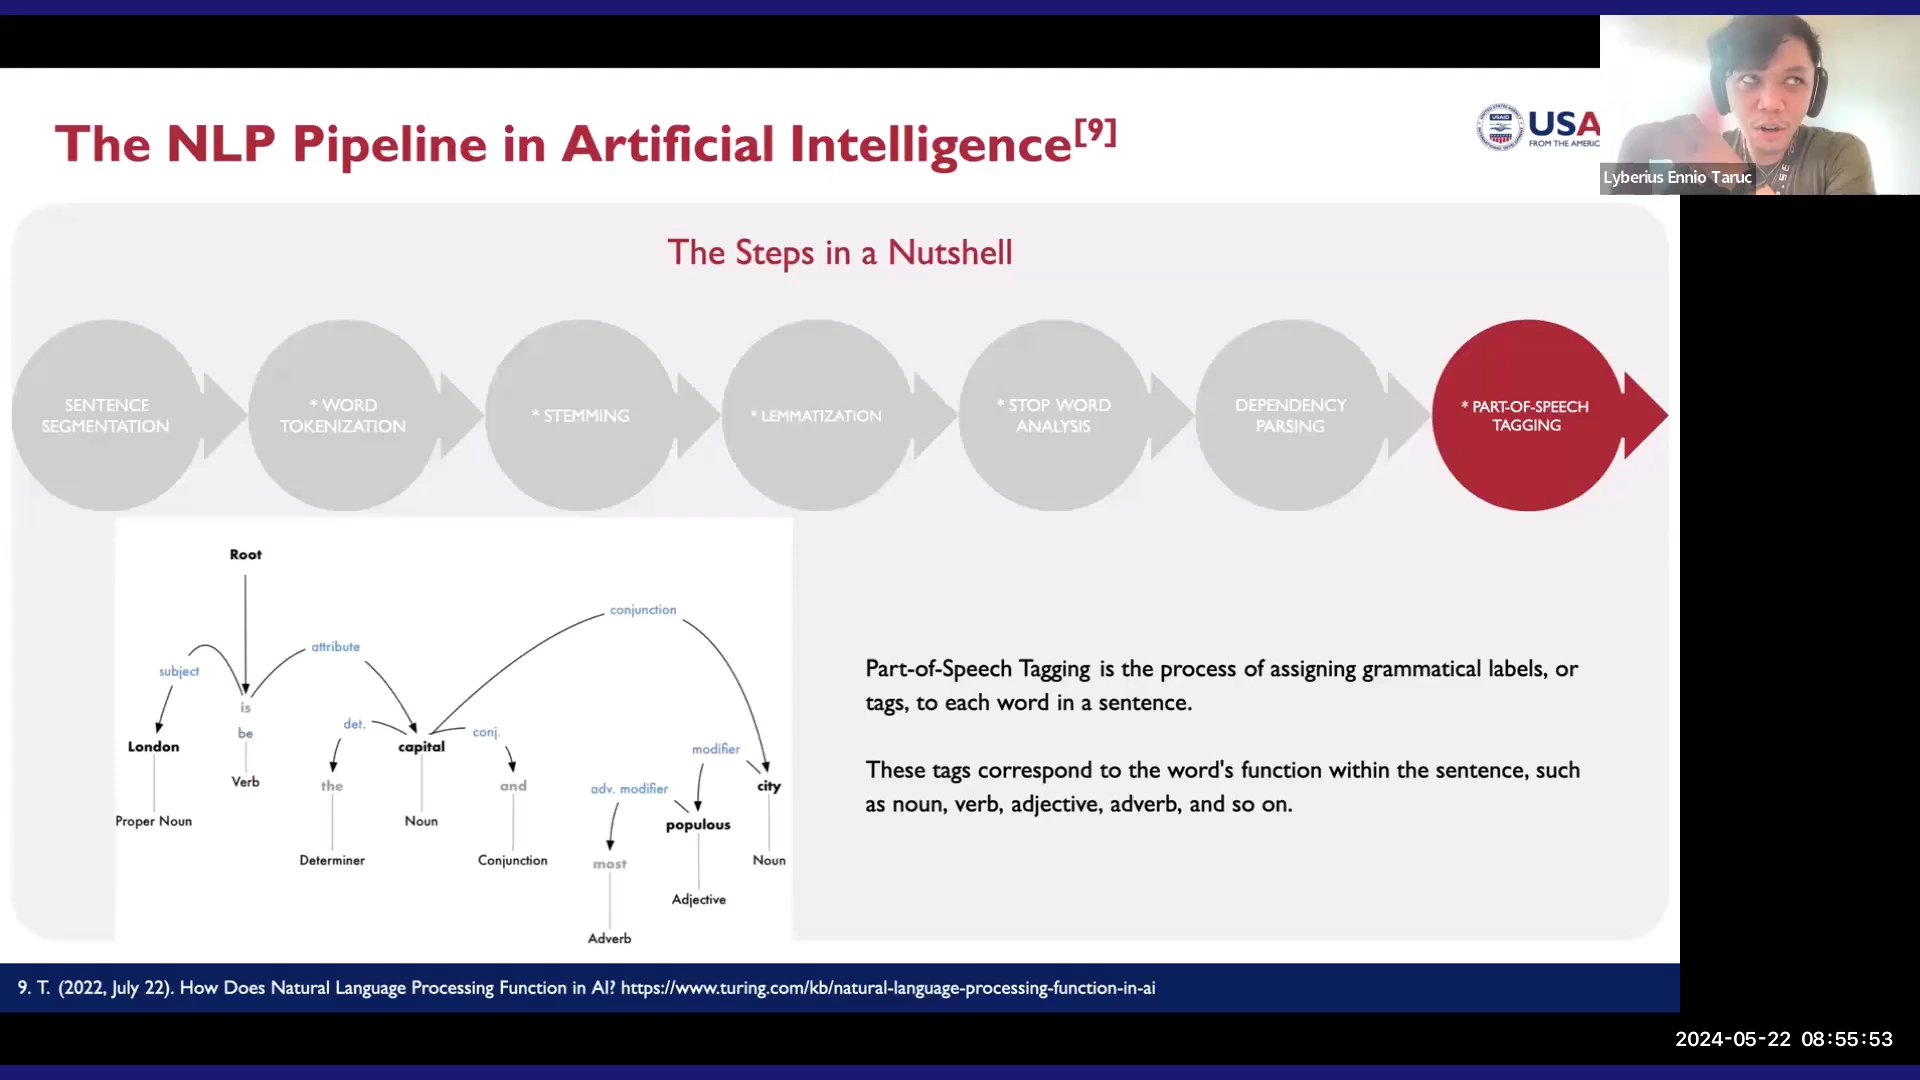 The NLP Pipeline in Artificial Intelligence[9]
USAID
USA
FROM THE AMERIC
Lyberius Ennio Taruc
The Steps in a Nutshell
SENTENCE
SEGMENTATION
* WORD
TOKENIZATION
* STEMMING
* LEMMATIZATION
* STOP WORD
ANALYSIS
DEPENDENCY
PARSING
* PART-OF-SPEECH
TAGGING
Root
conjunction
attribute
subject
is
det.
conj.
be
London
capital
modifier
Verb
the
and
adv. modifier
city
Proper Noun
Noun
populous
Determiner
Conjunction
most
Noun
Adjective
Adverb
Part-of-Speech Tagging is the process of assigning grammatical labels, or
tags, to each word in a sentence.
These tags correspond to the word's function within the sentence, such
as noun, verb, adjective, adverb, and so on.
9. T. (2022, July 22). How Does Natural Language Processing Function in AI? https://www.turing.com/kb/natural-language-processing-function-in-ai
2024-05-22 08:55:53